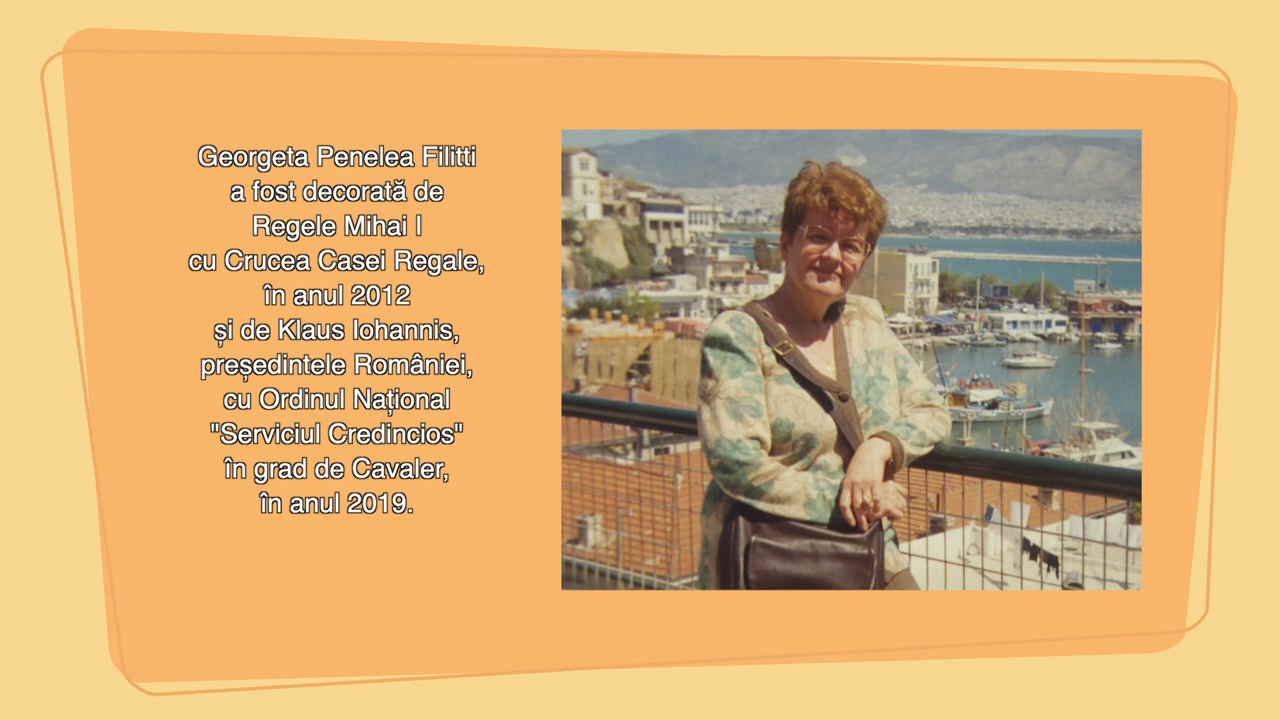 Georgeta Penelea Filitti
a fost decorată de
Regele Mihai I
cu Crucea Casei Regale,
în anul 2012
și de Klaus Iohannis,
președintele României,
cu Ordinul Național
"Serviciul Credincios"
în grad de Cavaler,
în anul 2019.